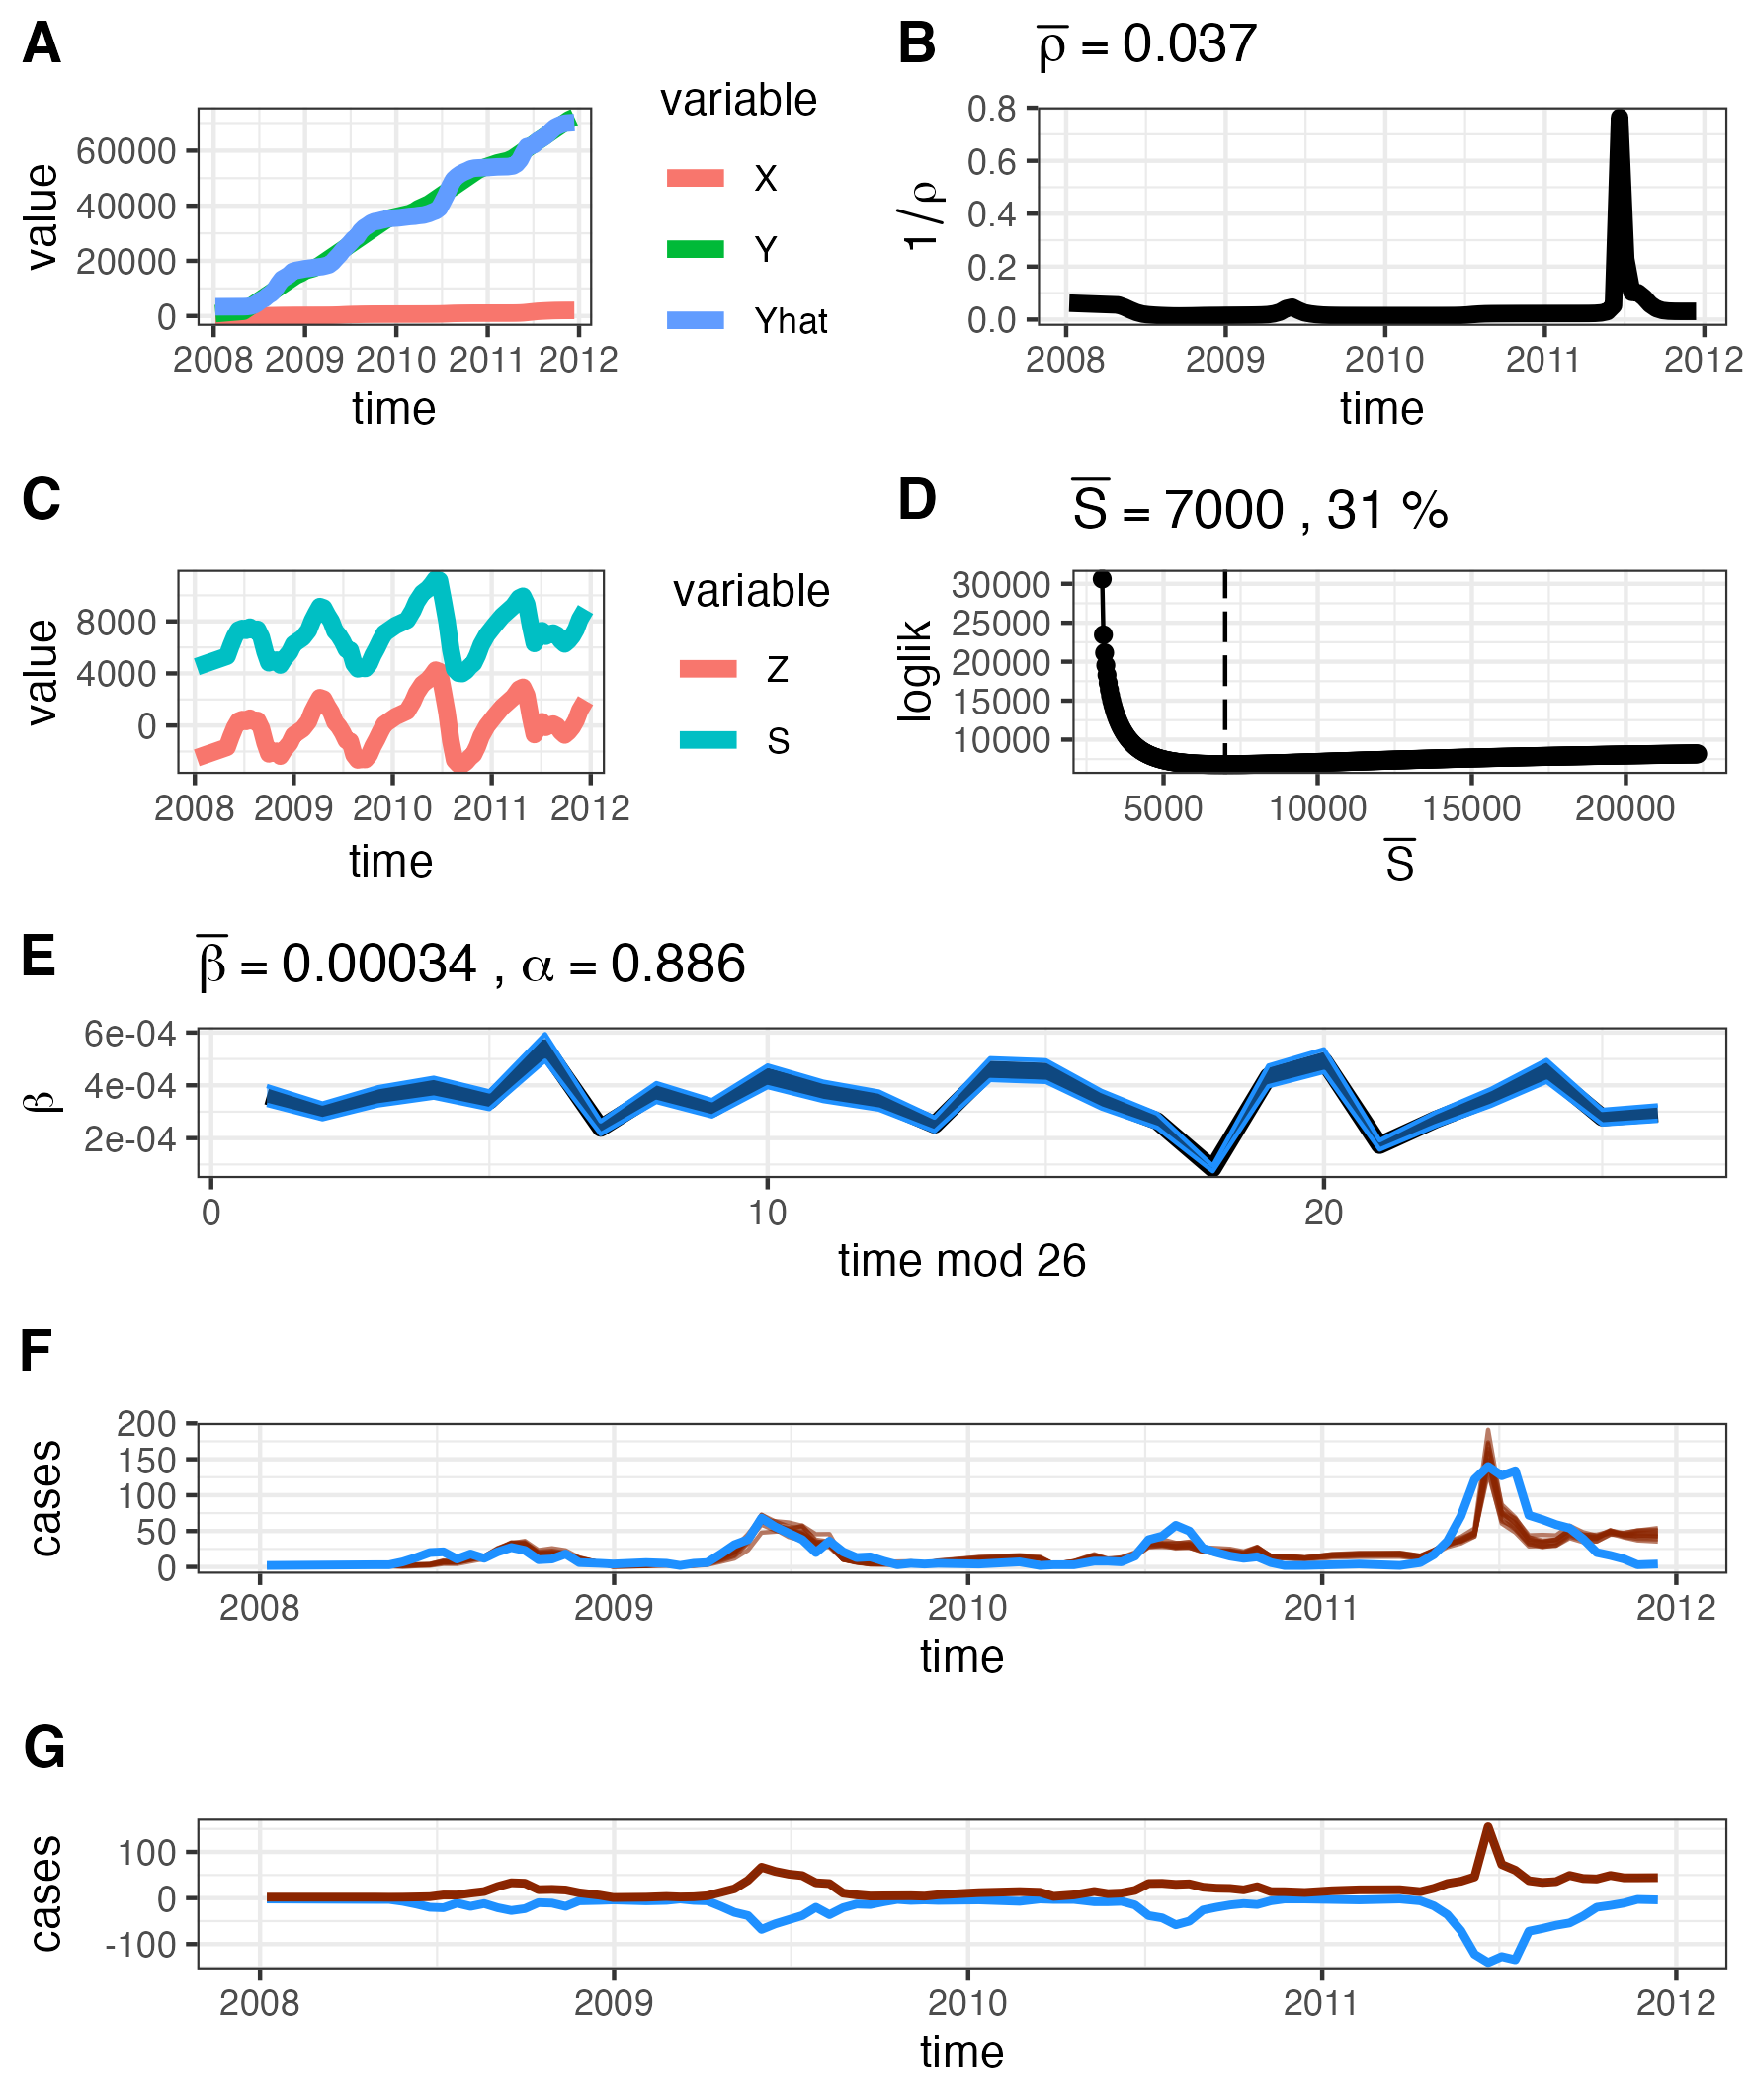 A
variable
value
60000
40000
20000
0
X
Y
Yhat
2008 2009 2010 2011 2012
time
B
ρ̅ = 0.037
1/ρ
0.8
0.6
0.4
0.2
0.0
2008 2009 2010 2011 2012
time
C
variable
value
8000
4000
0
Z
S
2008 2009 2010 2011 2012
time
D
S̅ = 7000 , 31 %
loglik
30000
25000
20000
15000
10000
5000 10000 15000 20000
S̅
E
β̅ = 0.00034 , α = 0.886
β
6e-04
4e-04
2e-04
0 10 20
time mod 26
F
cases
200
150
100
50
0
2008 2009 2010 2011 2012
time
G
cases
100
0
-100
2008 2009 2010 2011 2012
time